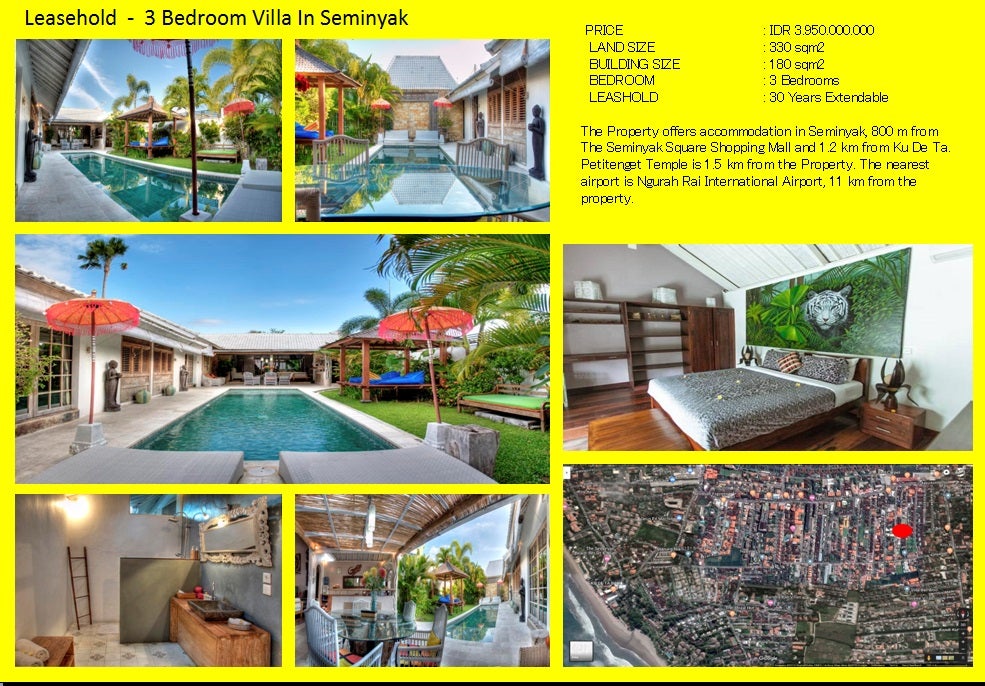 Leasehold - 3 Bedroom Villa In Seminyak
PRICE : IDR 3.950.000.000
LAND SIZE : 330 sqm2
BUILDING SIZE : 180 sqm2
BEDROOM : 3 Bedrooms
LEASHOLD : 30 Years Extendable
The Property offers accommodation in Seminyak, 800 m from
The Seminyak Square Shopping Mall and 1.2 km from Ku De Ta.
Petitenget Temple is 1.5 km from the Property. The nearest
airport is Ngurah Rai International Airport, 11 km from the
property.
Google